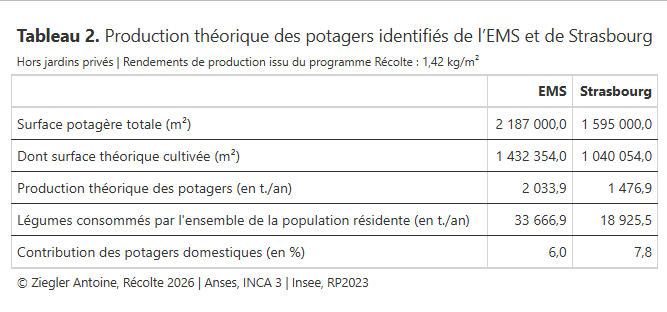 Tableau 2. Production théorique des potagers identifiés de l’EMS et de Strasbourg
Hors jardins privés | Rendements de production issu du programme Récolte : 1,42 kg/m²
EMS Strasbourg
Surface potagère totale (m²) 2 187 000,0 1 595 000,0
Dont surface théorique cultivée (m²) 1 432 354,0 1 040 054,0
Production théorique des potagers (en t./an) 2 033,9 1 476,9
Légumes consommés par l'ensemble de la population résidente (en t./an) 33 666,9 18 925,5
Contribution des potagers domestiques (en %) 6,0 7,8
© Ziegler Antoine, Récolte 2026 | Anses, INCA 3 | Insee, RP2023